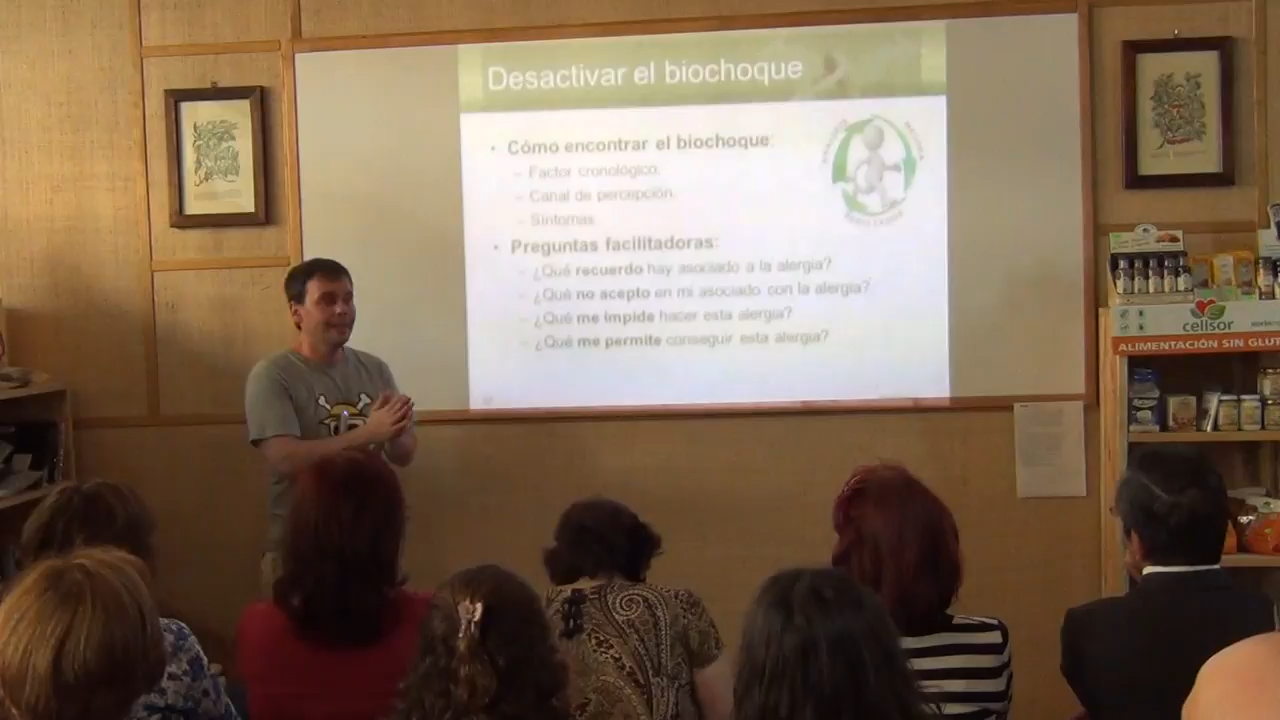 Desactivar el biochoque
• Cómo encontrar el biochoque:
– Factor cronológico.
– Canal de percepción.
– Síntomas
• Preguntas facilitadoras:
– ¿Qué recuerdo hay asociado a la alergia?
– ¿Qué no acepto en mi asociado con la alergia?
– ¿Qué me impide hacer esta alergia?
– ¿Qué me permite conseguir esta alergia?
celisor
ALIMENTACIÓN SIN GLUT